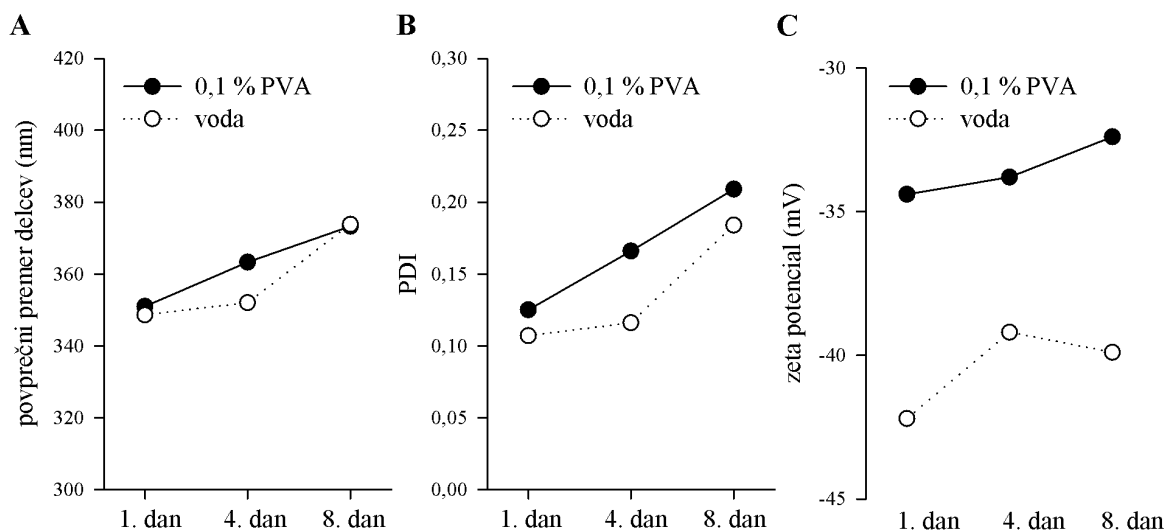 A
povprečni premer delcev (nm)
420
400
380
360
340
320
300
0,1 % PVA
voda
1. dan 4. dan 8. dan
B
PDI
0,30
0,25
0,20
0,15
0,10
0,05
0,00
0,1 % PVA
voda
1. dan 4. dan 8. dan
C
zeta potencial (mV)
-30
-35
-40
-45
0,1 % PVA
voda
1. dan 4. dan 8. dan